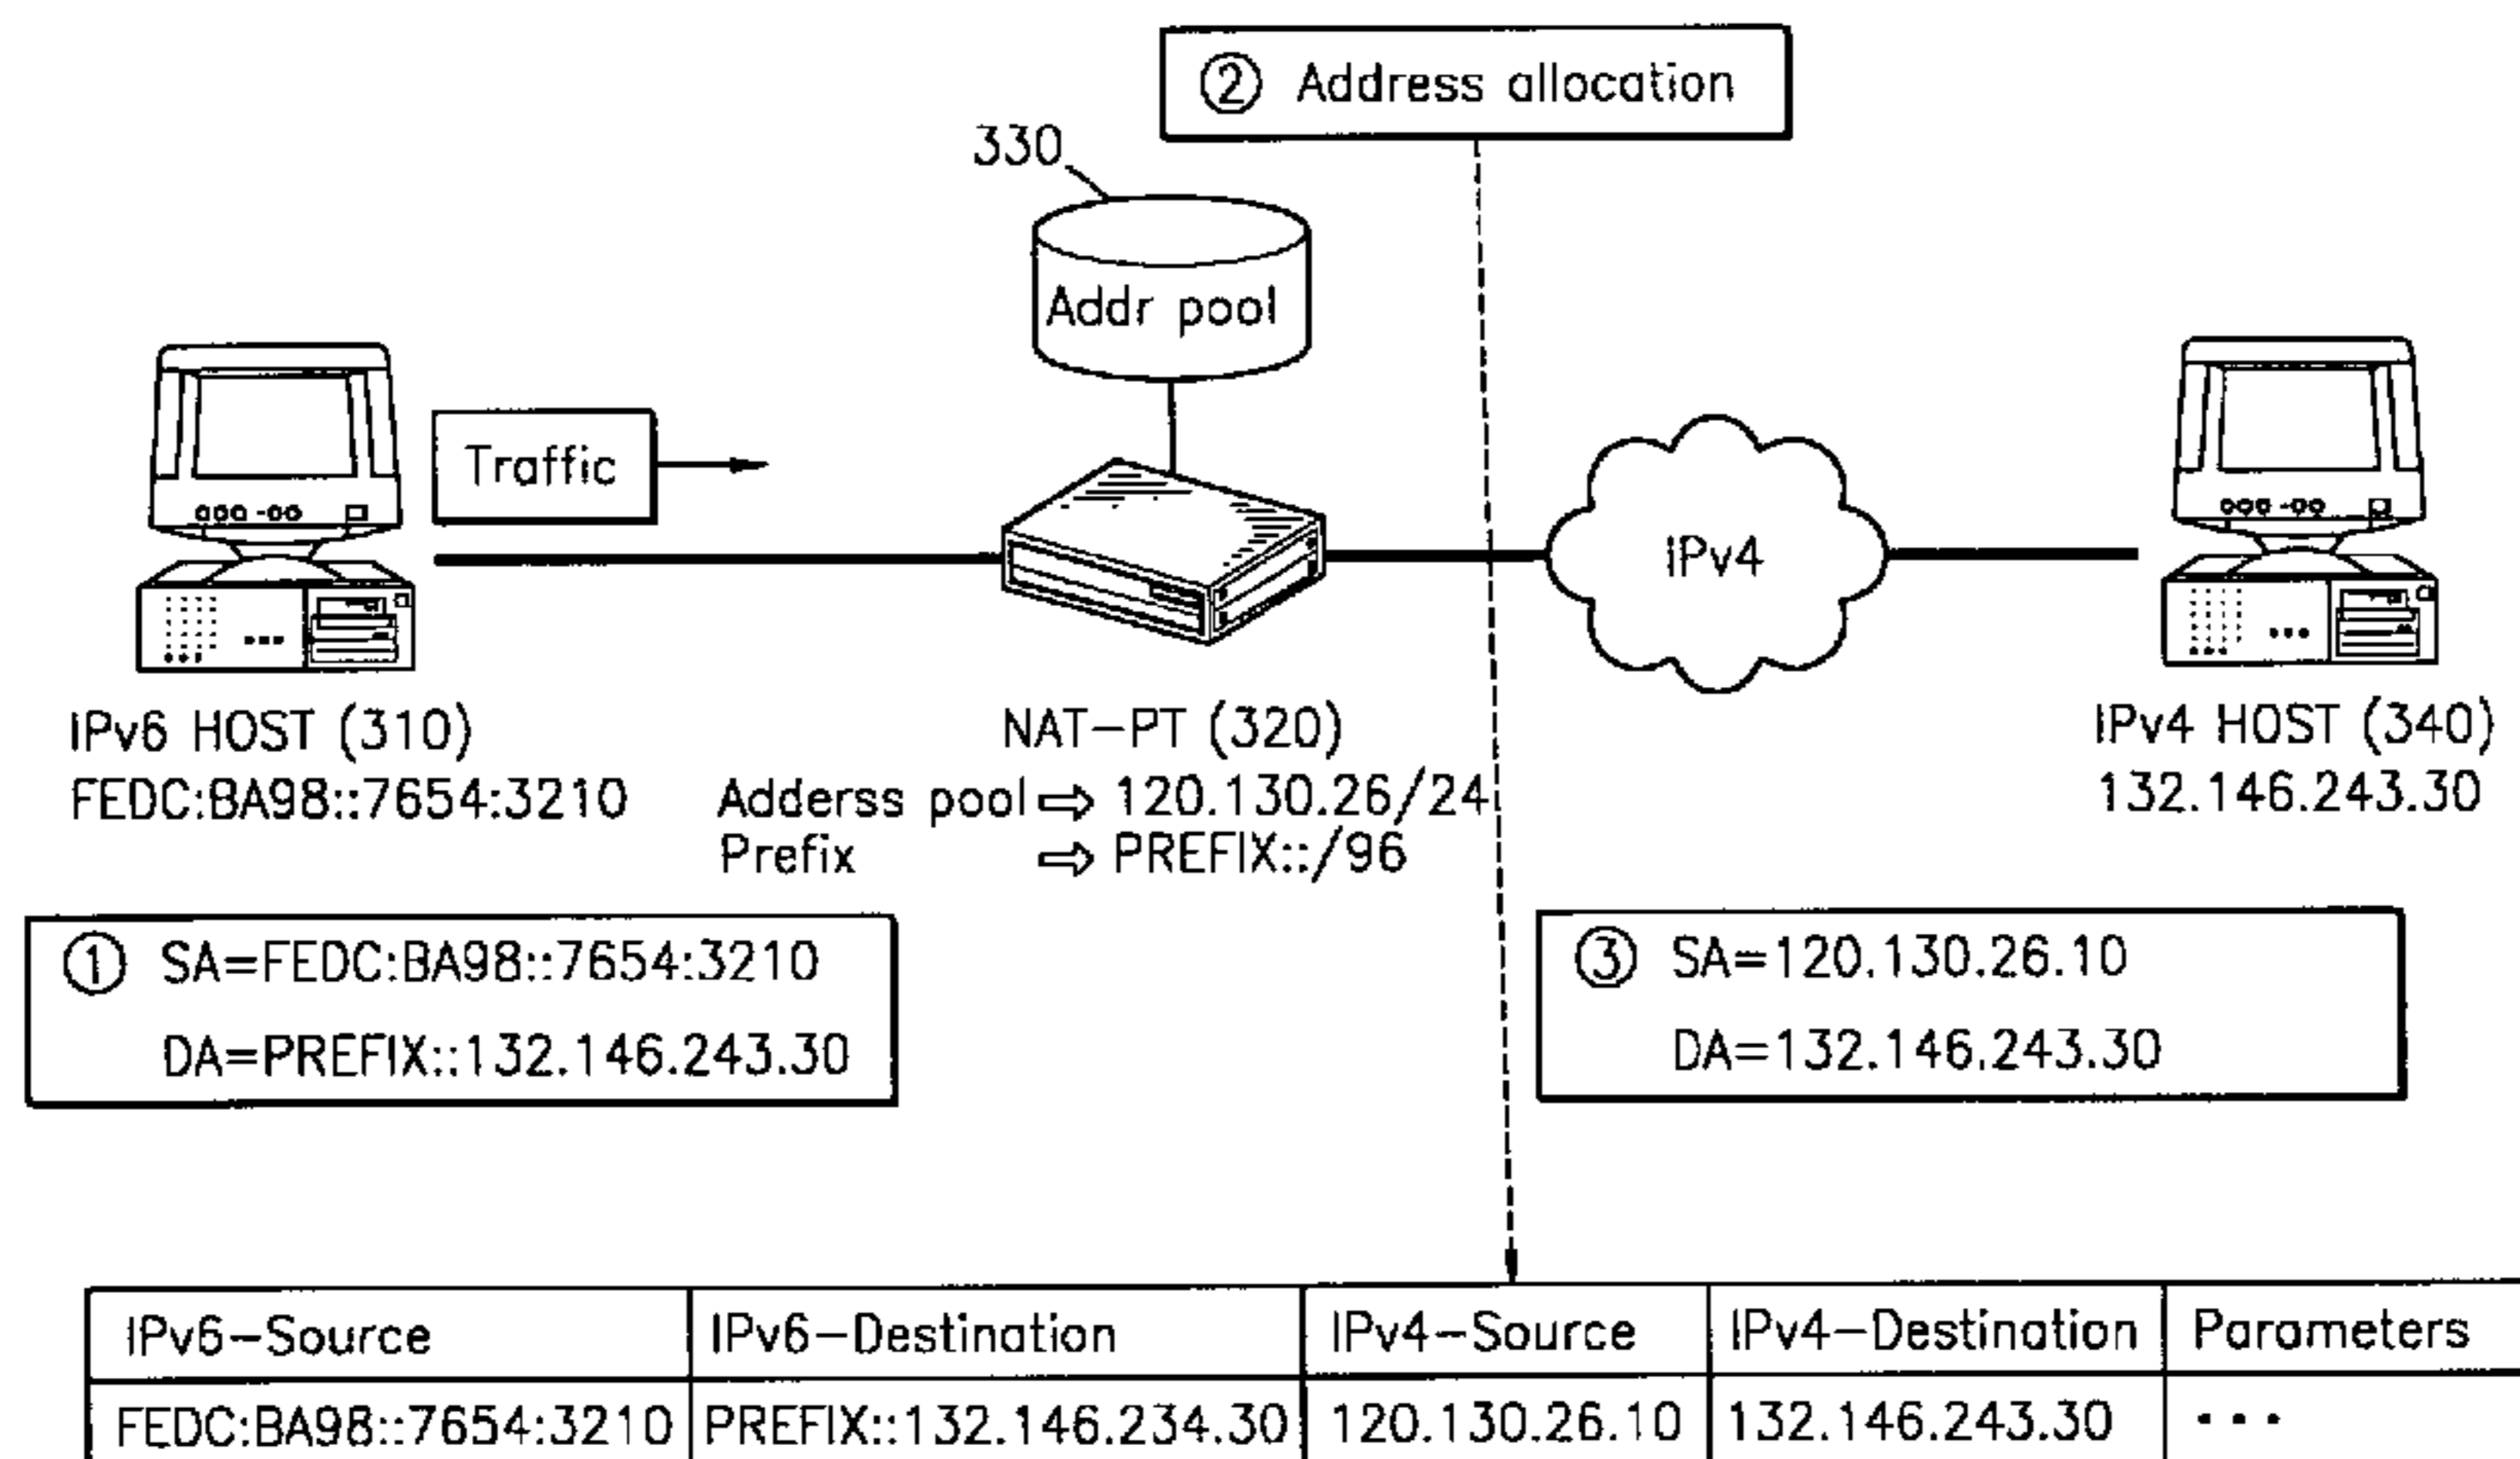 ② Address allocation
330
Addr pool
Traffic
IPv4
IPv6 HOST (310)
FEDC:BA98::7654:3210
NAT-PT (320)
Adderss pool ⇨ 120.130.26/24
Prefix ⇨ PREFIX::/96
IPv4 HOST (340)
132.146.243.30
① SA=FEDC:BA98::7654:3210
DA=PREFIX::132.146.243.30
③ SA=120.130.26.10
DA=132.146.243.30
IPv6-Source IPv6-Destination IPv4-Source IPv4-Destination Parameters
FEDC:BA98::7654:3210 PREFIX::132.146.234.30 120.130.26.10 132.146.243.30 • • •